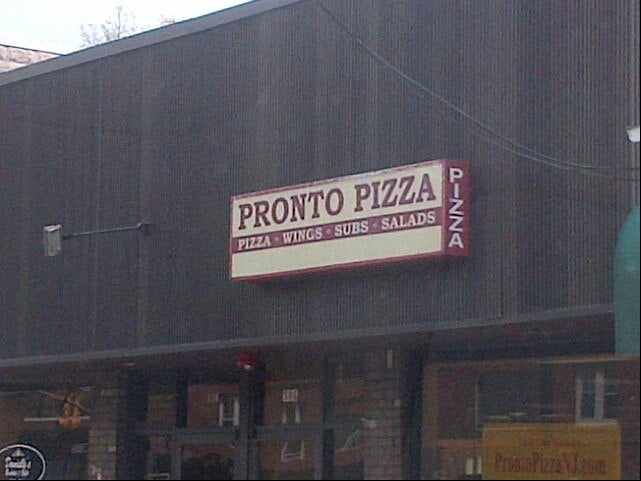 PRONTO PIZZA
PIZZA • WINGS • SUBS • SALADS
PIZZA
ProntoPizzaNJ.com